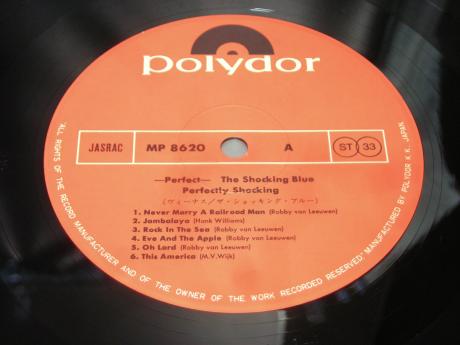 polydor
JASRAC
MP 8620
A
ST 33
—Perfect— The Shocking Blue
Perfectly Shocking
(ヴィーナス/ザ・ショッキング・ブルー)
1. Never Marry A Railroad Man (Robby van Leeuwen)
2. Jambalaya (Hank Williams)
3. Rock In The Sea (Robby van Leeuwen)
4. Eve And The Apple (Robby van Leeuwen)
5. Oh Lord (Robby van Leeuwen)
6. This America (M.V.Wijk)
"ALL RIGHTS OF THE RECORD MANUFACTURER AND OF THE OWNER OF THE WORK RECORDED RESERVED" MANUFACTURED BY POLYDOR K.K., JAPAN